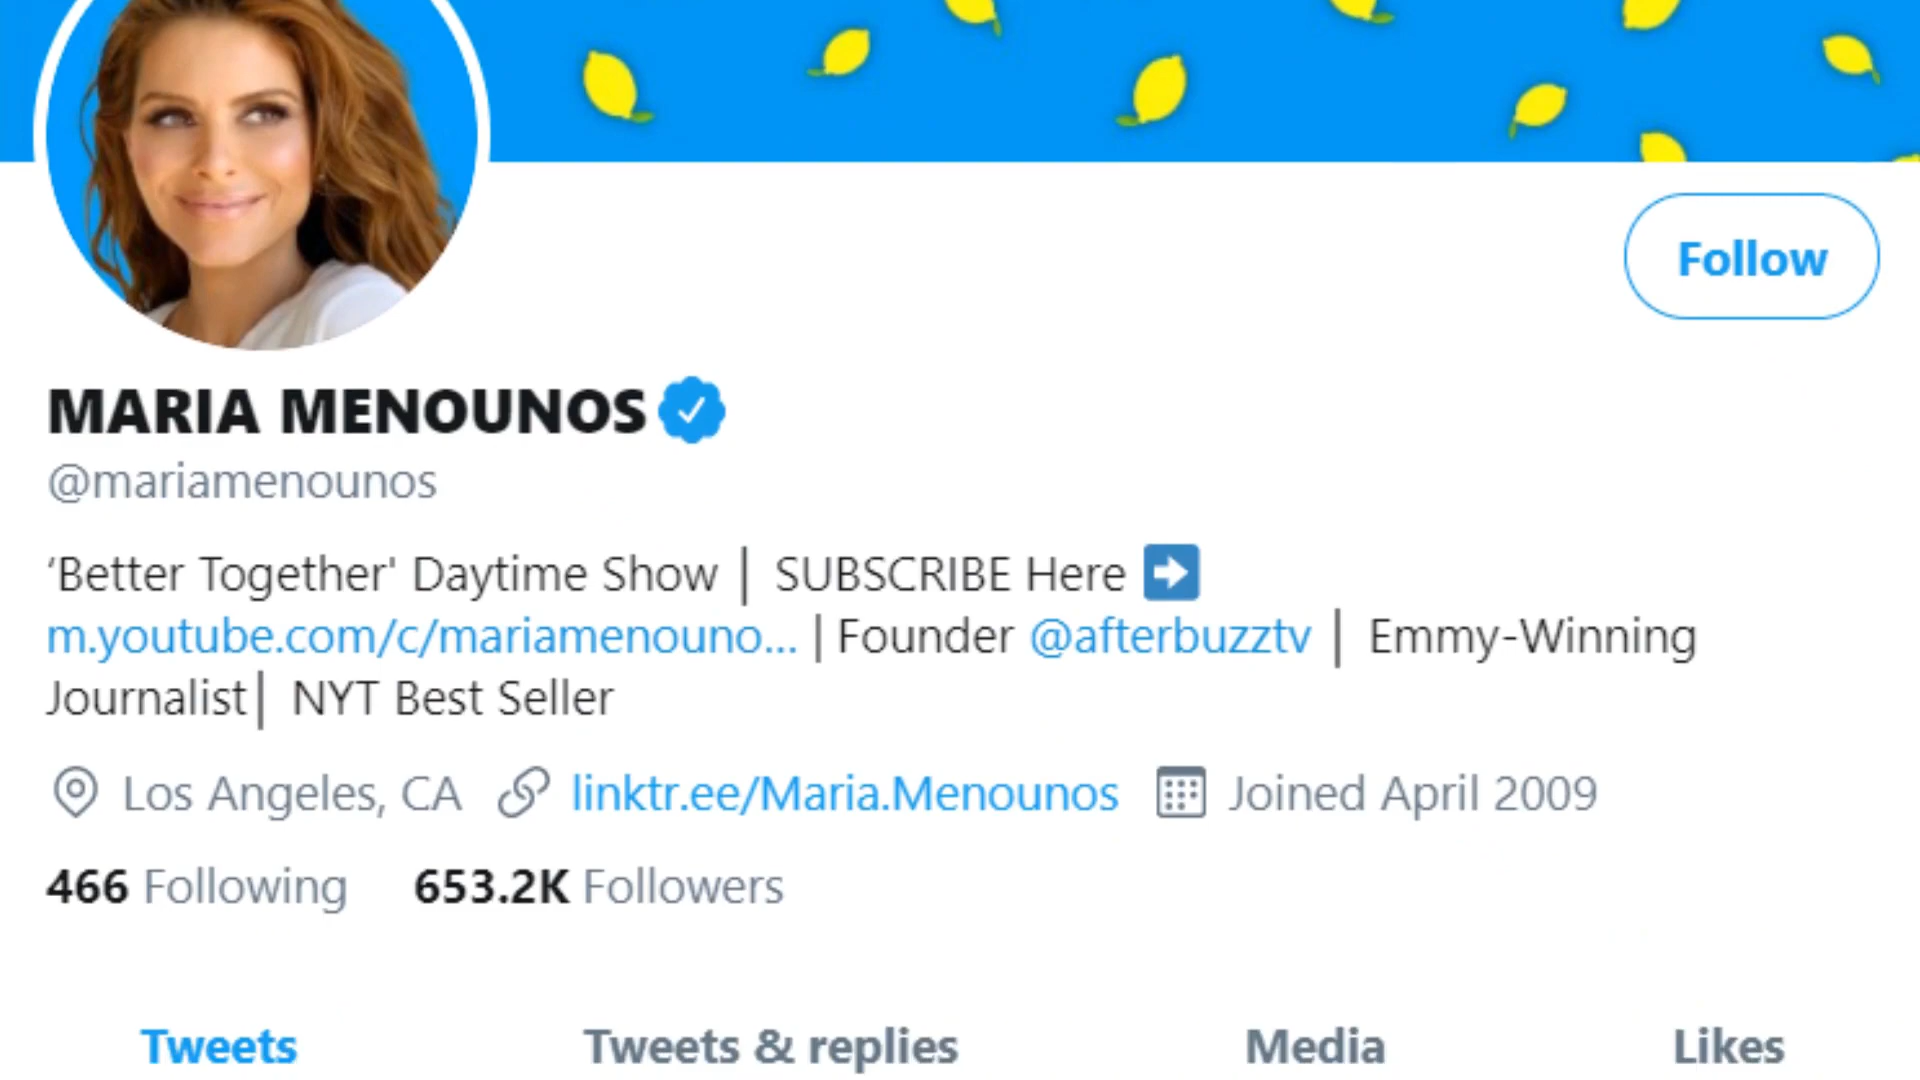 Follow
MARIA MENOUNOS
@mariamenounos
‘Better Together' Daytime Show | SUBSCRIBE Here ➡️
m.youtube.com/c/mariamenouno... | Founder @afterbuzztv | Emmy-Winning
Journalist| NYT Best Seller
Los Angeles, CA linktr.ee/Maria.Menounos Joined April 2009
466 Following 653.2K Followers
Tweets Tweets & replies Media Likes